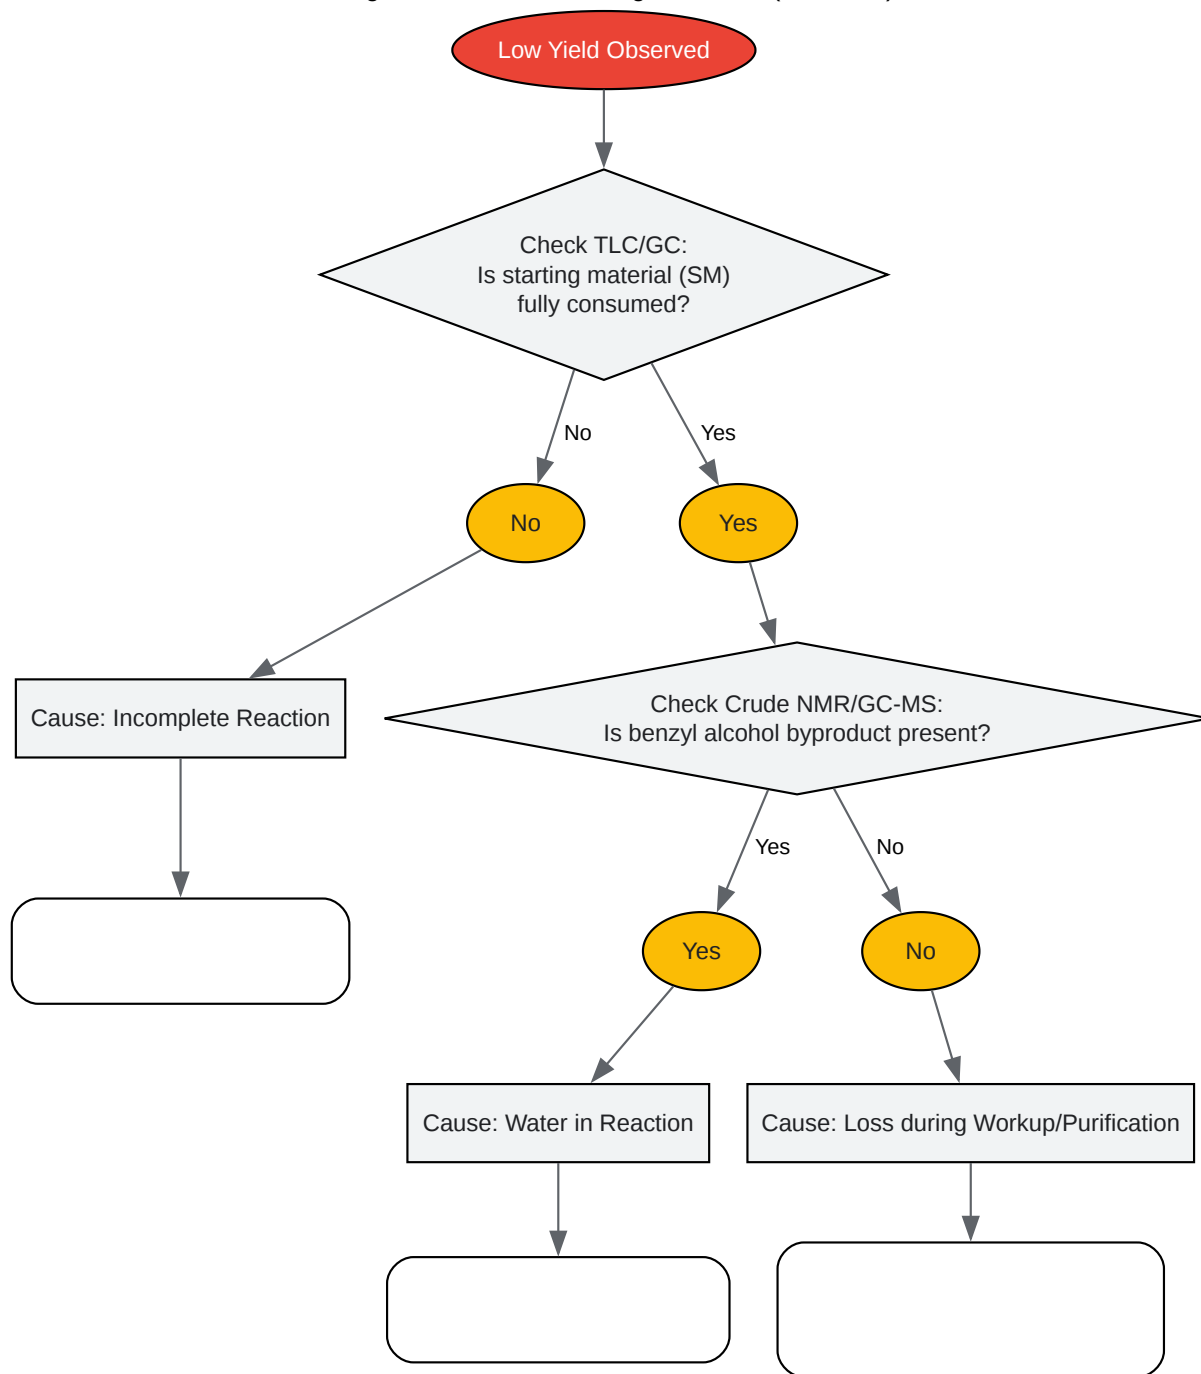 Low Yield Observed
Check TLC/GC:
Is starting material (SM)
fully consumed?
No
Yes
No
Yes
Cause: Incomplete Reaction
Check Crude NMR/GC-MS:
Is benzyl alcohol byproduct present?
Yes
No
Yes
No
Cause: Water in Reaction
Cause: Loss during Workup/Purification